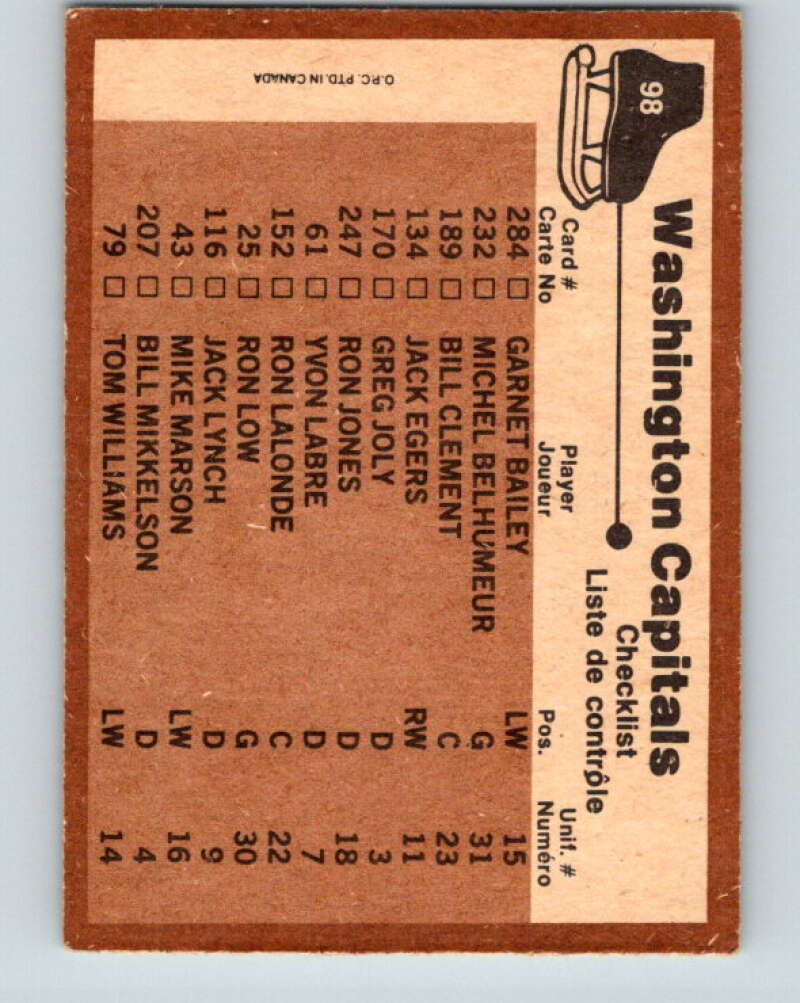 98
Washington Capitals
Checklist
Liste de contrôle
Card # Player Pos. Unif. #
Carte No Joueur Numéro
284 □ GARNET BAILEY LW 15
232 □ MICHEL BELHUMEUR G 31
189 □ BILL CLEMENT C 23
134 □ JACK EGERS RW 11
170 □ GREG JOLY D 3
247 □ RON JONES D 18
61 □ YVON LABRE D 7
152 □ RON LALONDE C 22
25 □ RON LOW G 30
116 □ JACK LYNCH D 9
43 □ MIKE MARSON LW 16
207 □ BILL MIKKELSON D 4
79 □ TOM WILLIAMS LW 14
O.P.C. PTD. IN CANADA